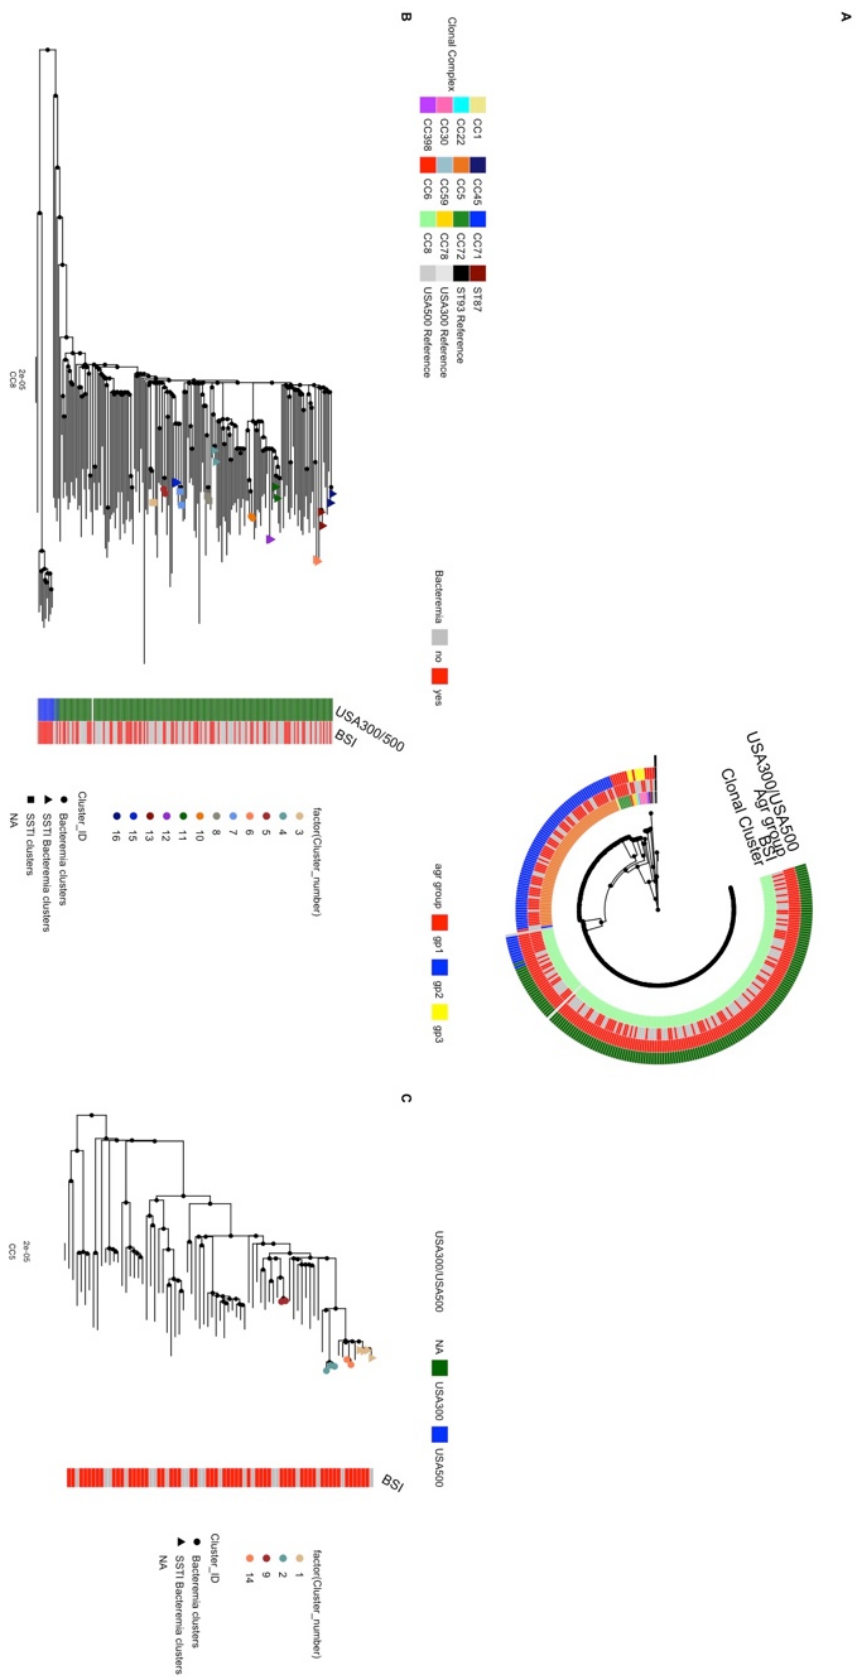 A
USA300/USA500
Agr group
BSI
Clonal Cluster
Clonal Complex
CC1
CC22
CC30
CC398
CC45
CC5
CC59
CC6
CC71
CC72
CC78
CC8
ST87
ST93 Reference
USA300 Reference
USA500 Reference
Bacteremia
no
yes
agr group
gp1
gp2
gp3
USA300/USA500
NA
USA300
USA500
B
2e-05
CC8
USA300/500
BSI
factor(Cluster_number)
3
4
5
6
7
8
10
11
12
13
15
16
Cluster_ID
Bacteremia clusters
SSTI Bacteremia clusters
SSTI clusters
NA
C
2e-05
CC5
BSI
factor(Cluster_number)
1
2
9
14
Cluster_ID
Bacteremia clusters
SSTI Bacteremia clusters
NA